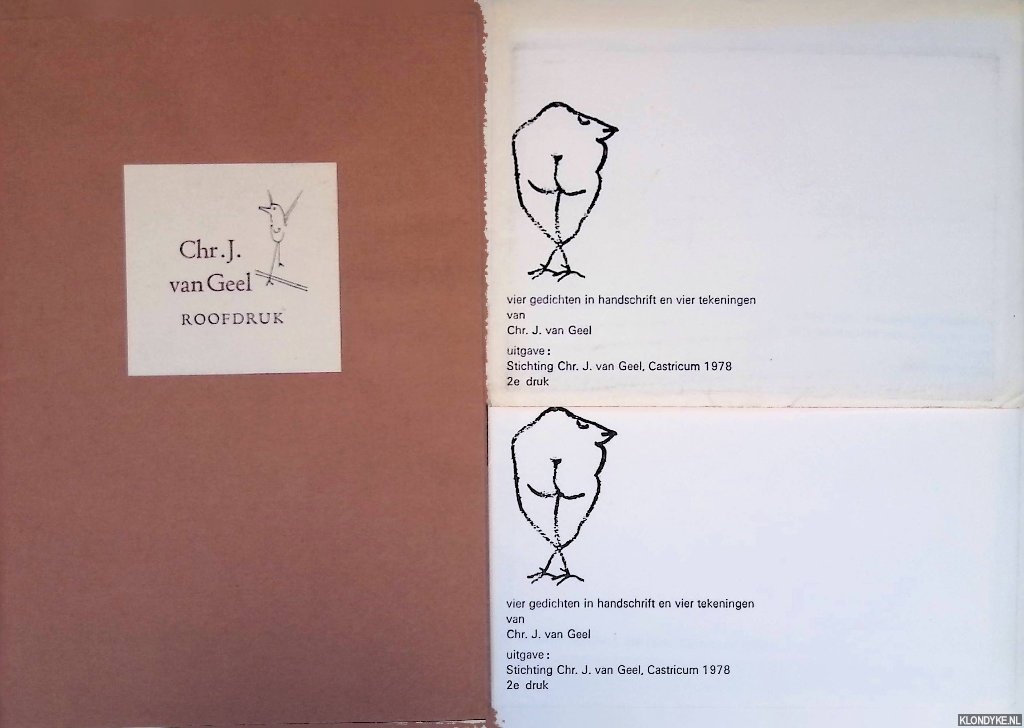 Chr. J.
van Geel
ROOFDRUK
vier gedichten in handschrift en vier tekeningen
van
Chr. J. van Geel
uitgave:
Stichting Chr. J. van Geel, Castricum 1978
2e druk
vier gedichten in handschrift en vier tekeningen
van
Chr. J. van Geel
uitgave:
Stichting Chr. J. van Geel, Castricum 1978
2e druk
KLONDYKE.NL